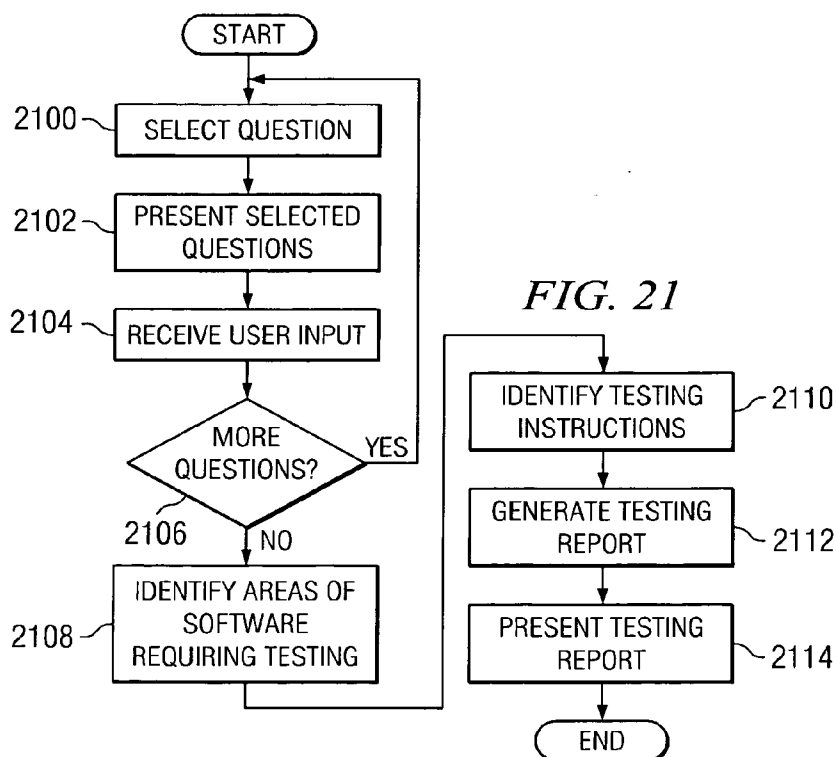 START
2100
SELECT QUESTION
2102
PRESENT SELECTED
QUESTIONS
2104
RECEIVE USER INPUT
MORE
QUESTIONS?
YES
2106
NO
2108
IDENTIFY AREAS OF
SOFTWARE
REQUIRING TESTING
FIG. 21
IDENTIFY TESTING
INSTRUCTIONS
2110
GENERATE TESTING
REPORT
2112
PRESENT TESTING
REPORT
2114
END